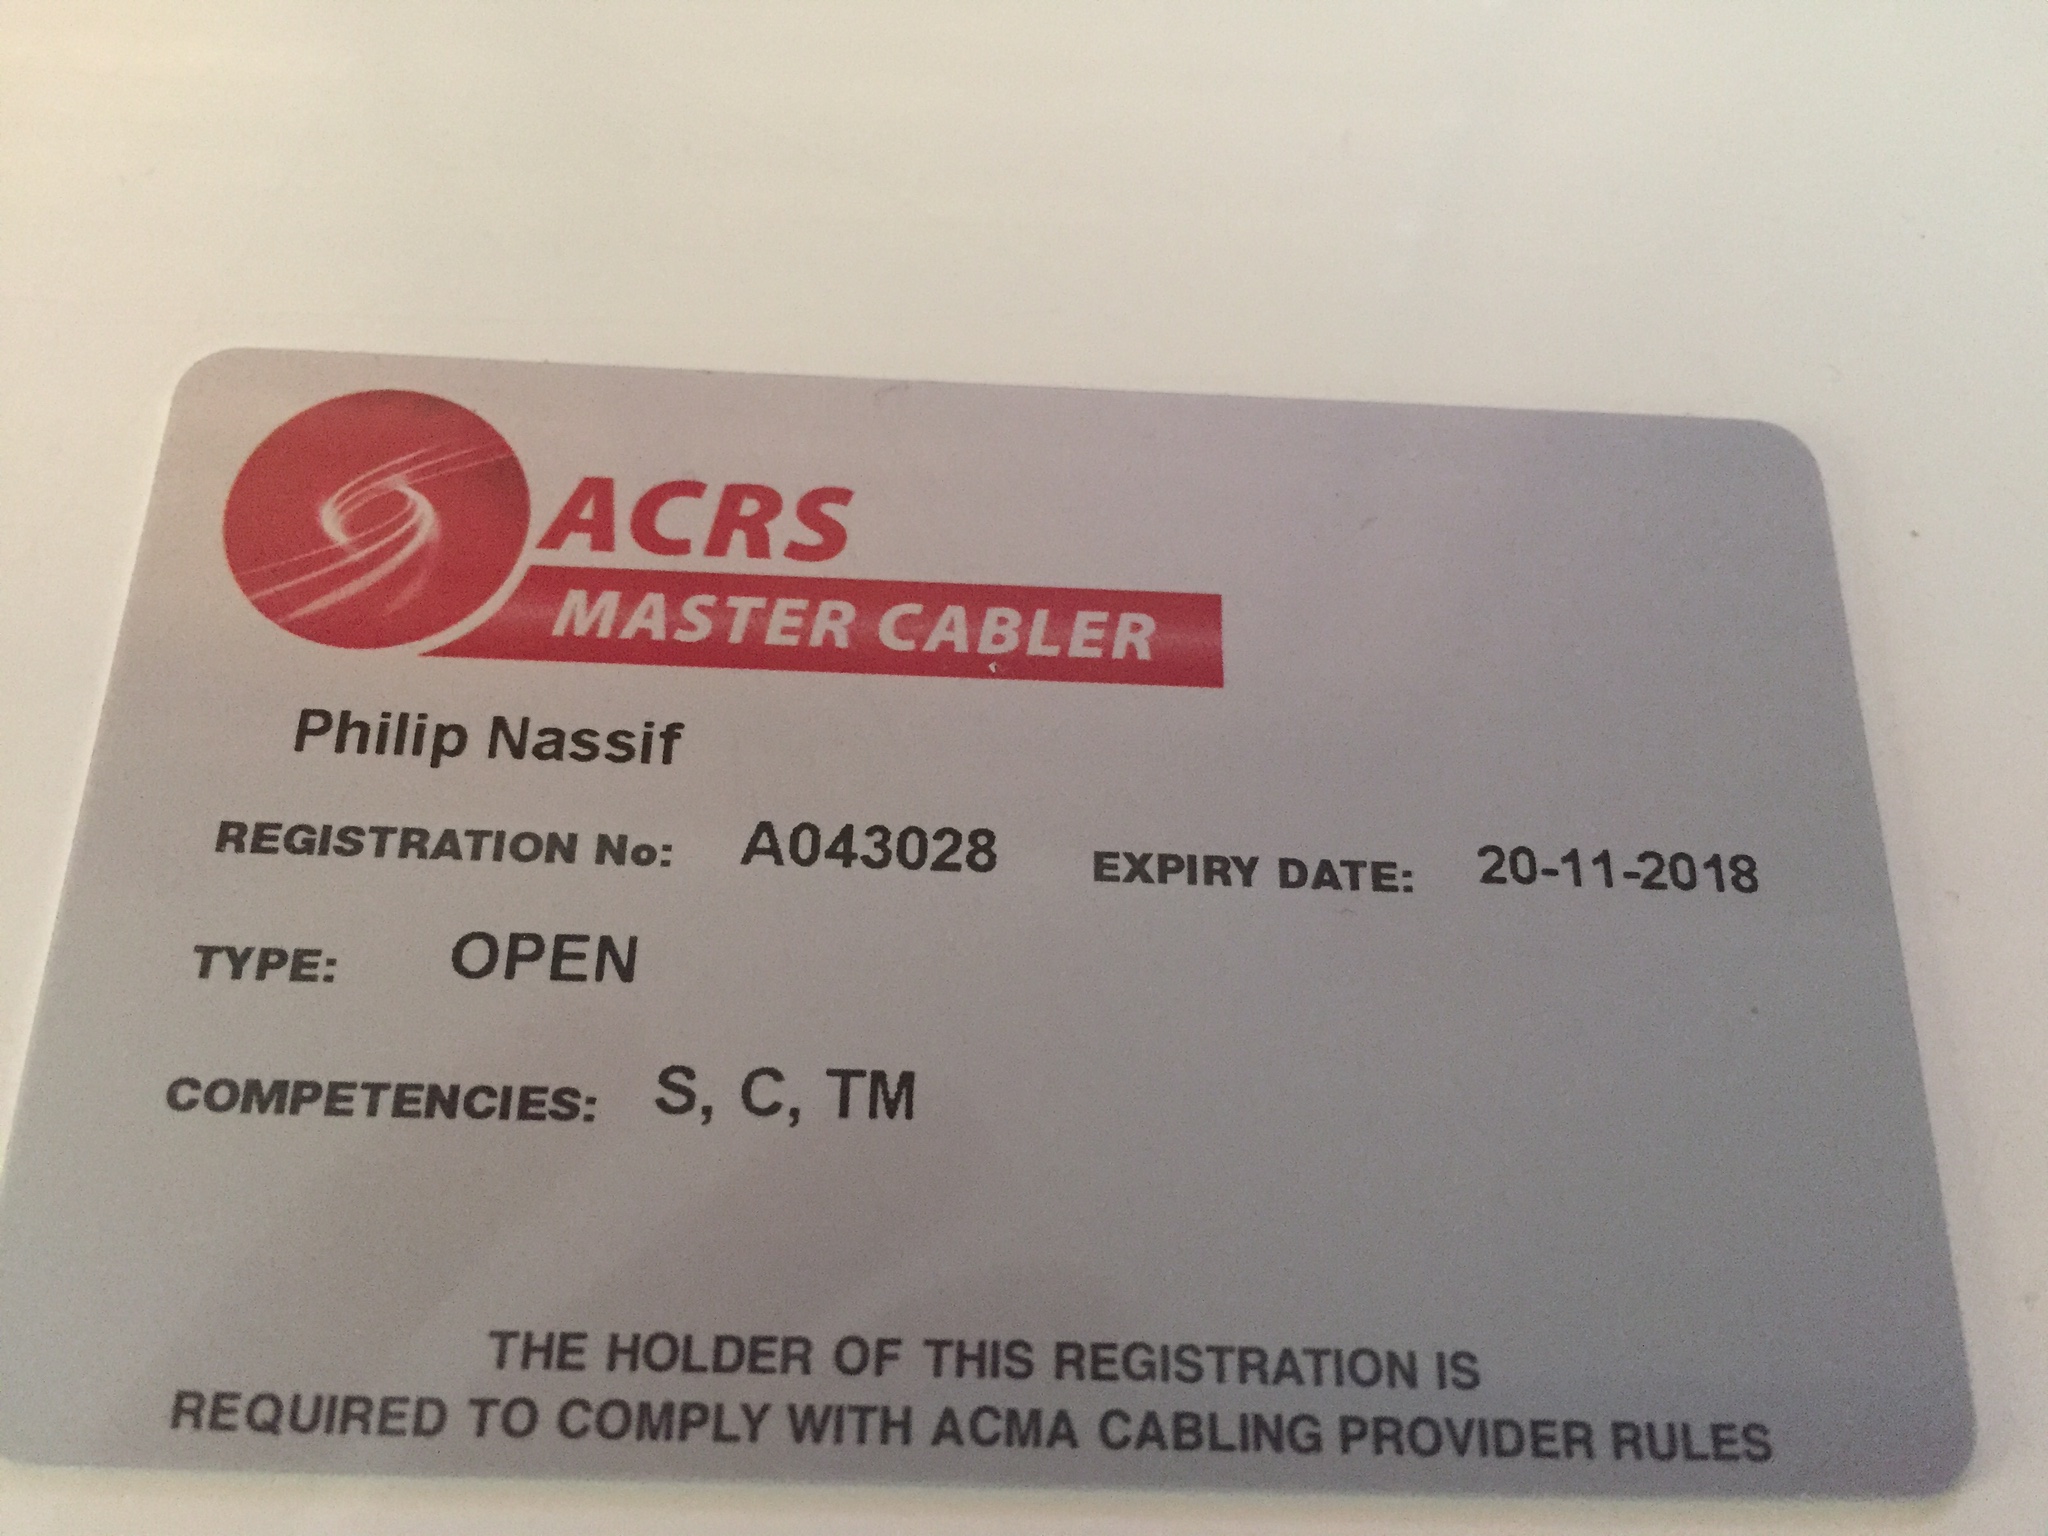 ACRS
MASTER CABLER
Philip Nassif
REGISTRATION No: A043028 EXPIRY DATE: 20-11-2018
TYPE: OPEN
COMPETENCIES: S, C, TM
THE HOLDER OF THIS REGISTRATION IS
REQUIRED TO COMPLY WITH ACMA CABLING PROVIDER RULES